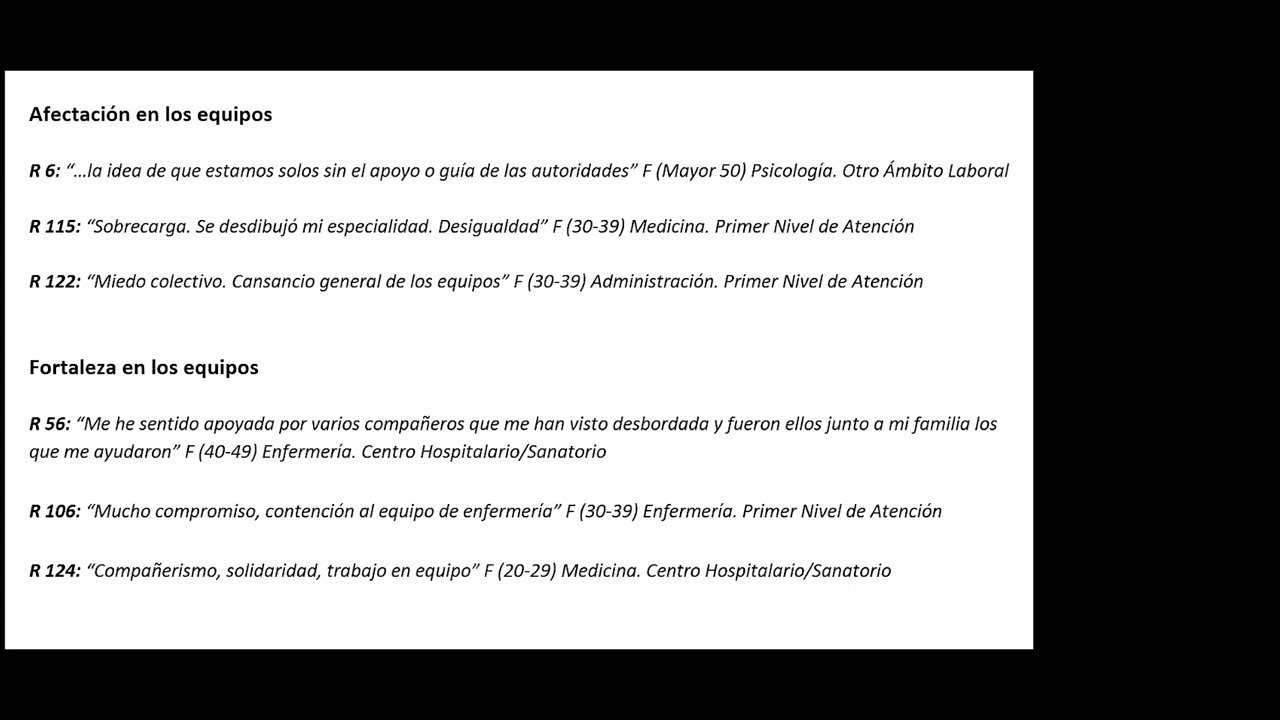 Afectación en los equipos
R 6: “...la idea de que estamos solos sin el apoyo o guía de las autoridades” F (Mayor 50) Psicología. Otro Ámbito Laboral
R 115: “Sobrecarga. Se desdibujó mi especialidad. Desigualdad” F (30-39) Medicina. Primer Nivel de Atención
R 122: “Miedo colectivo. Cansancio general de los equipos” F (30-39) Administración. Primer Nivel de Atención
Fortaleza en los equipos
R 56: “Me he sentido apoyada por varios compañeros que me han visto desbordada y fueron ellos junto a mi familia los
que me ayudaron” F (40-49) Enfermería. Centro Hospitalario/Sanatorio
R 106: “Mucho compromiso, contención al equipo de enfermería” F (30-39) Enfermería. Primer Nivel de Atención
R 124: “Compañerismo, solidaridad, trabajo en equipo” F (20-29) Medicina. Centro Hospitalario/Sanatorio